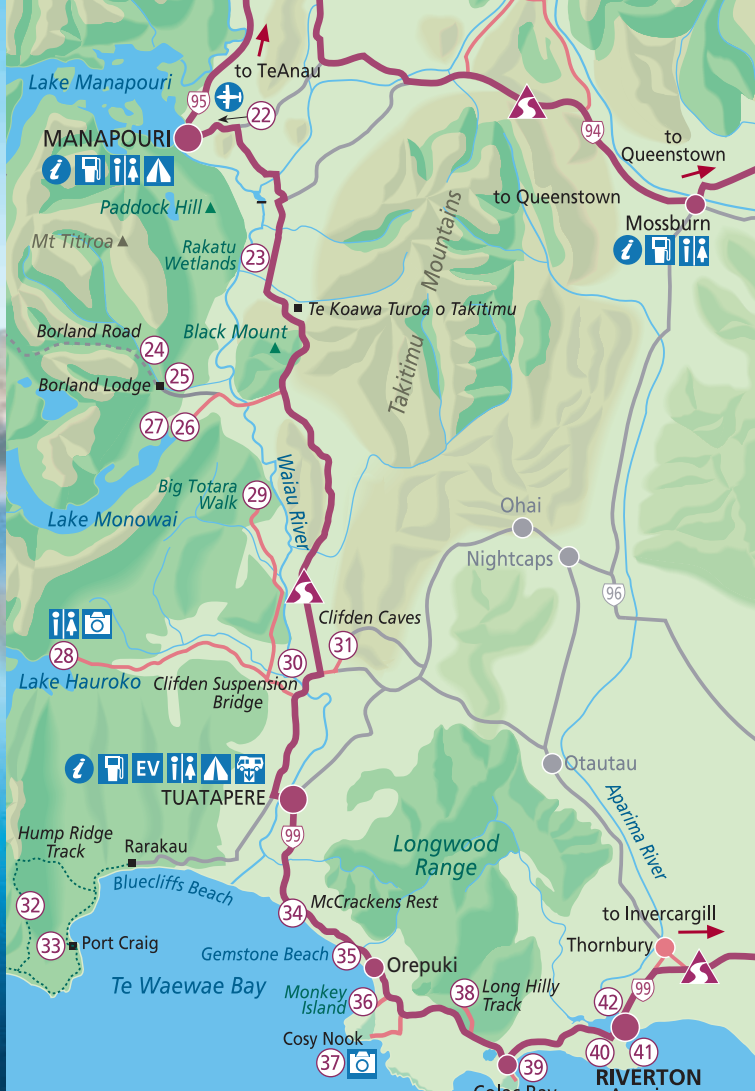 to TeAnau
Lake Manapouri
95
22
MANAPOURI
i
94
to
Queenstown
to Queenstown
Mossburn
i
Paddock Hill
Mt Titiroa
Rakatu
Wetlands
23
Takitimu Mountains
Te Koawa Turoa o Takitimu
Borland Road
24
Black Mount
25
Borland Lodge
27
26
Big Totara
Walk
29
Waiau River
Lake Monowai
Ohai
Nightcaps
96
Clifden Caves
31
28
30
Lake Hauroko
Clifden Suspension
Bridge
i
EV
TUATAPERE
99
Otautau
Aparima River
Hump Ridge
Track
Rarakau
Longwood
Range
Bluecliffs Beach
32
34
McCrackens Rest
to Invercargill
33
Port Craig
Thornbury
Gemstone Beach
35
Orepuki
Te Waewae Bay
99
Monkey
Island
36
38
Long Hilly
Track
42
Cosy Nook
37
40
41
39
RIVERTON